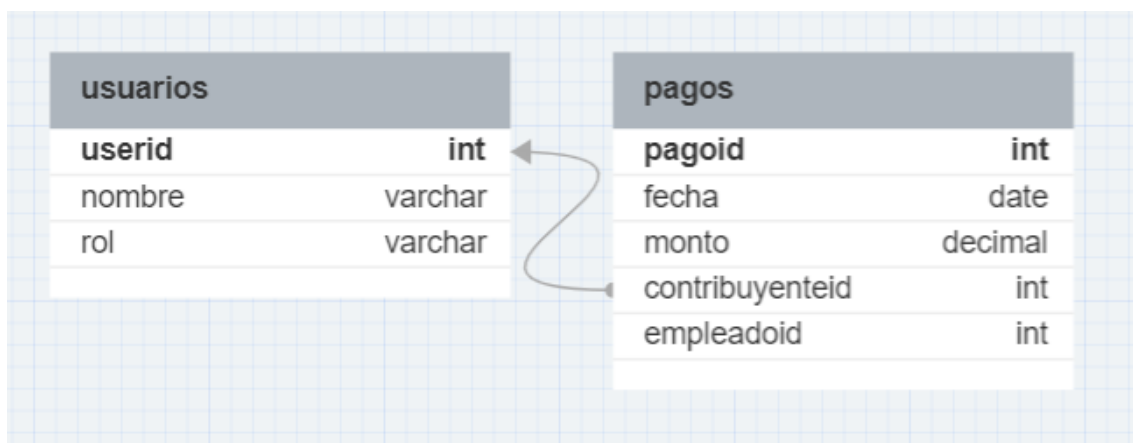 usuarios
userid int
nombre varchar
rol varchar
pagos
pagoid int
fecha date
monto decimal
contribuyenteid int
empleadoid int